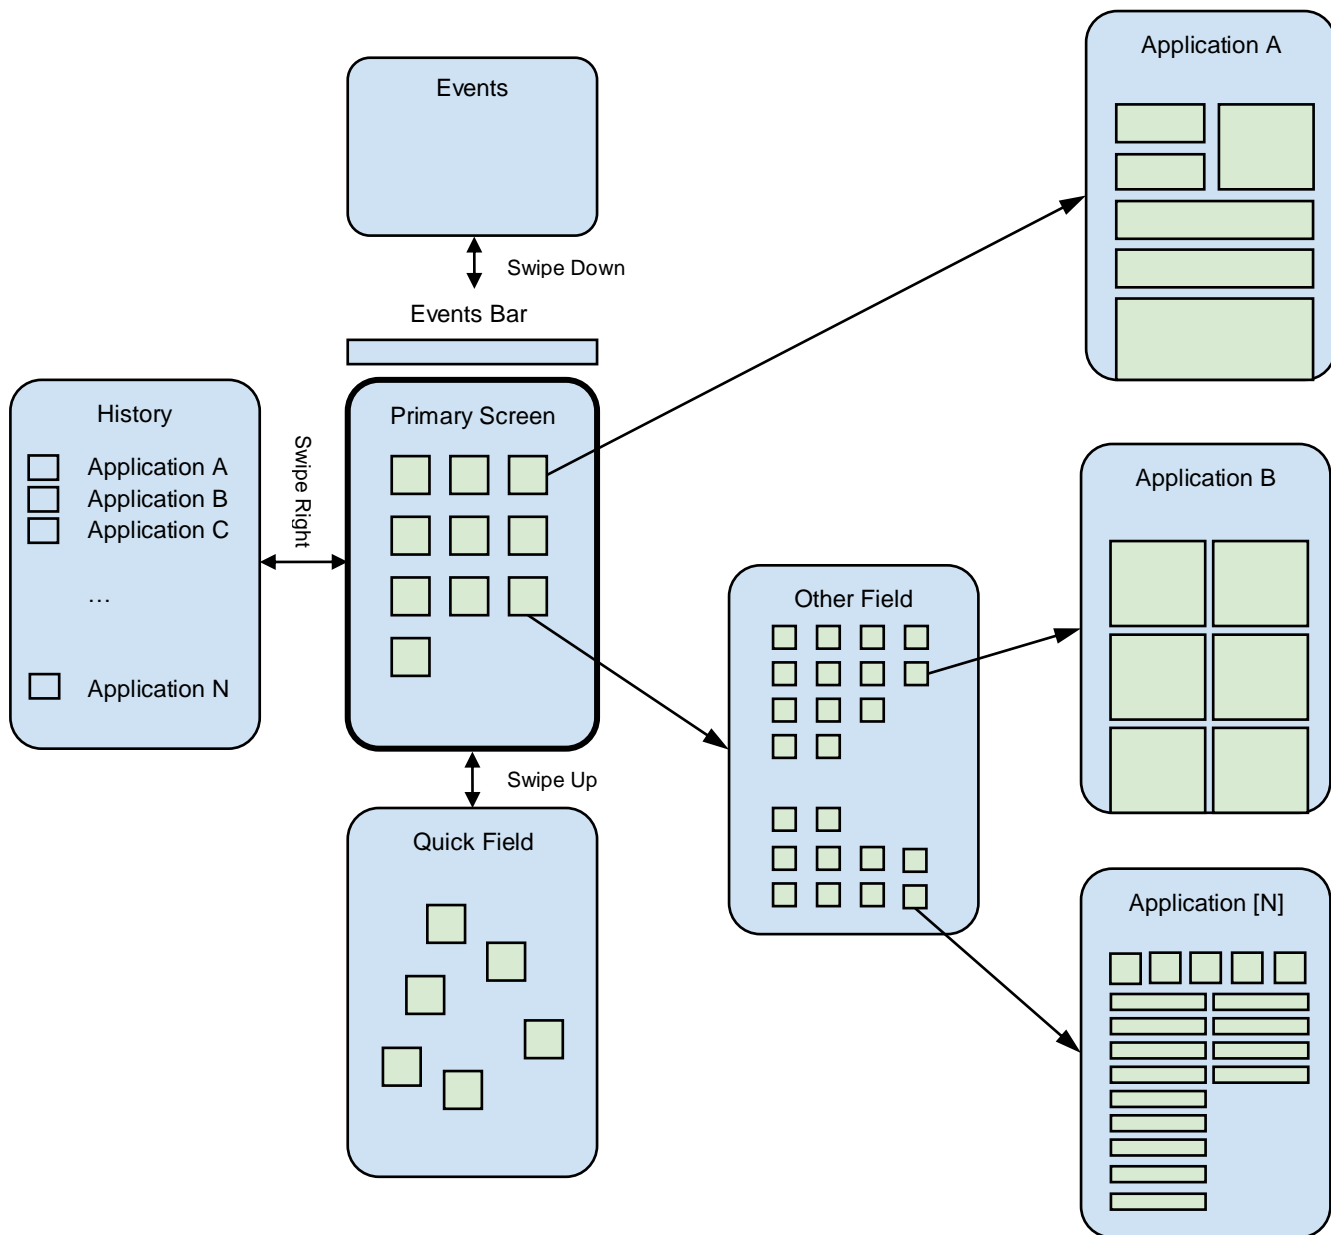 Application A
Events
Swipe Down
Events Bar
History
Application A
Application B
Application C
...
Application N
Swipe Right
Primary Screen
Application B
Other Field
Swipe Up
Quick Field
Application [N]